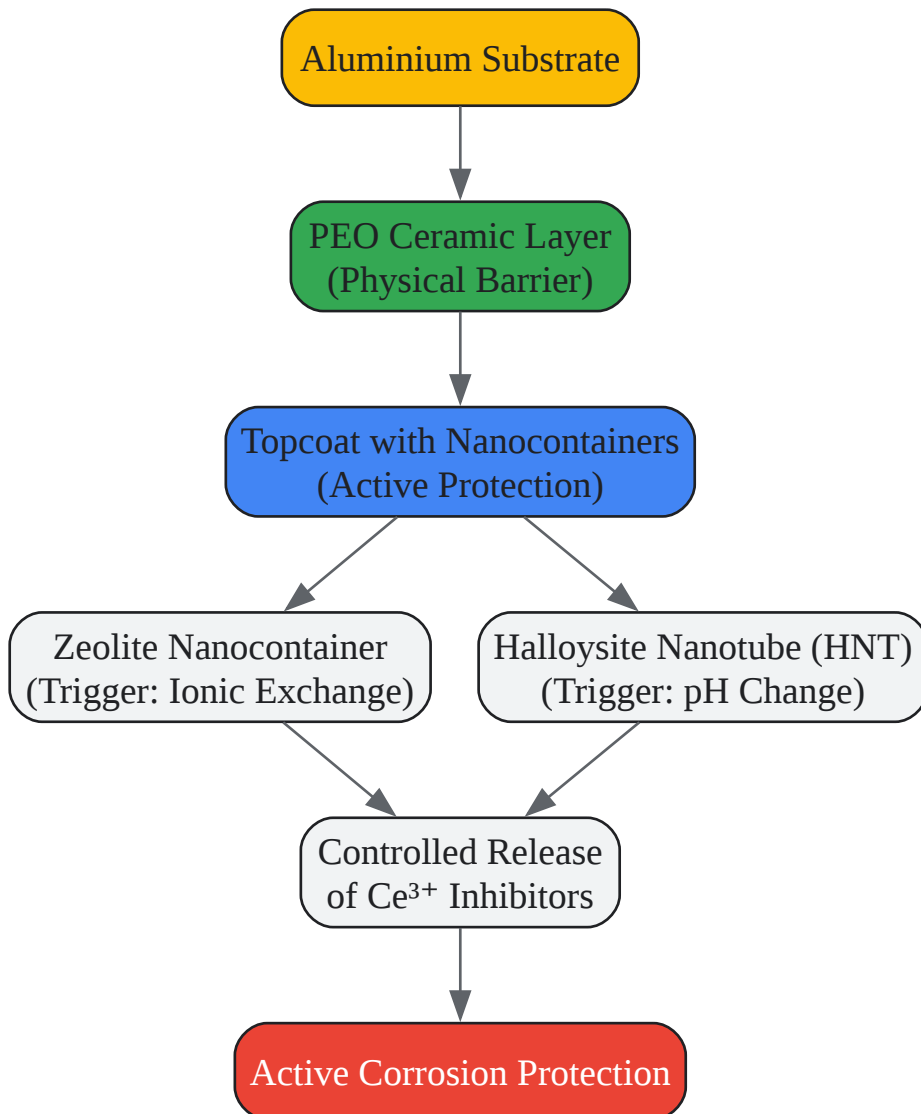 Aluminium Substrate
PEO Ceramic Layer
(Physical Barrier)
Topcoat with Nanocontainers
(Active Protection)
Zeolite Nanocontainer
(Trigger: Ionic Exchange)
Halloysite Nanotube (HNT)
(Trigger: pH Change)
Controlled Release
of Ce³⁺ Inhibitors
Active Corrosion Protection